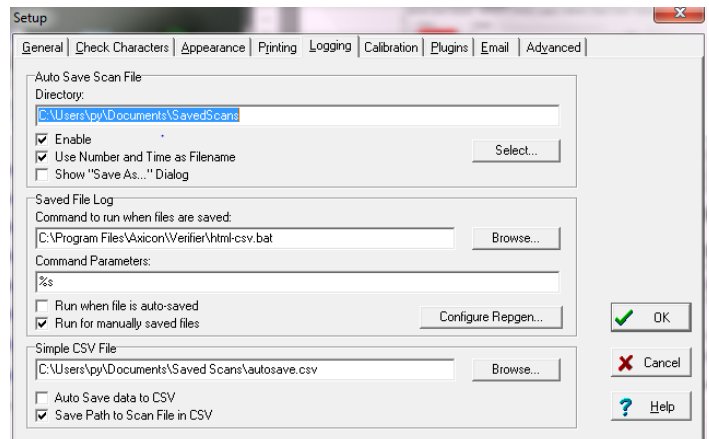 Setup
General Check Characters Appearance Printing Logging Calibration Plugins Email Advanced
Auto Save Scan File
Directory:
C:\Users\py\Documents\SavedScans
Enable
Use Number and Time as Filename
Select...
Show "Save As..." Dialog
Saved File Log
Command to run when files are saved:
C:\Program Files\Axicon\Verifier\html-csv.bat
Browse...
Command Parameters:
%s
Run when file is auto-saved
Run for manually saved files
Configure Repgen...
OK
Simple CSV File
C:\Users\py\Documents\Saved Scans\autosave.csv
Browse...
Cancel
Auto Save data to CSV
Save Path to Scan File in CSV
Help